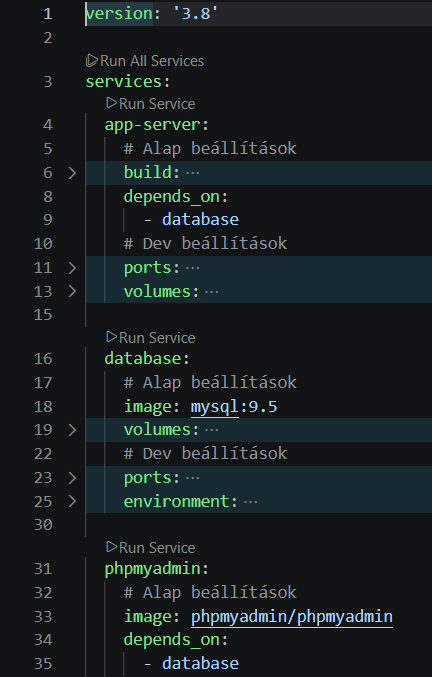 1 version: '3.8'
2
Run All Services
3 services:
Run Service
4 app-server:
5 # Alap beállítások
6 build: ...
8 depends_on:
9 - database
10 # Dev beállítások
11 ports: ...
13 volumes: ...
15
Run Service
16 database:
17 # Alap beállítások
18 image: mysql:9.5
19 volumes: ...
22 # Dev beállítások
23 ports: ...
25 environment: ...
30
Run Service
31 phpmyadmin:
32 # Alap beállítások
33 image: phpmyadmin/phpmyadmin
34 depends_on:
35 - database